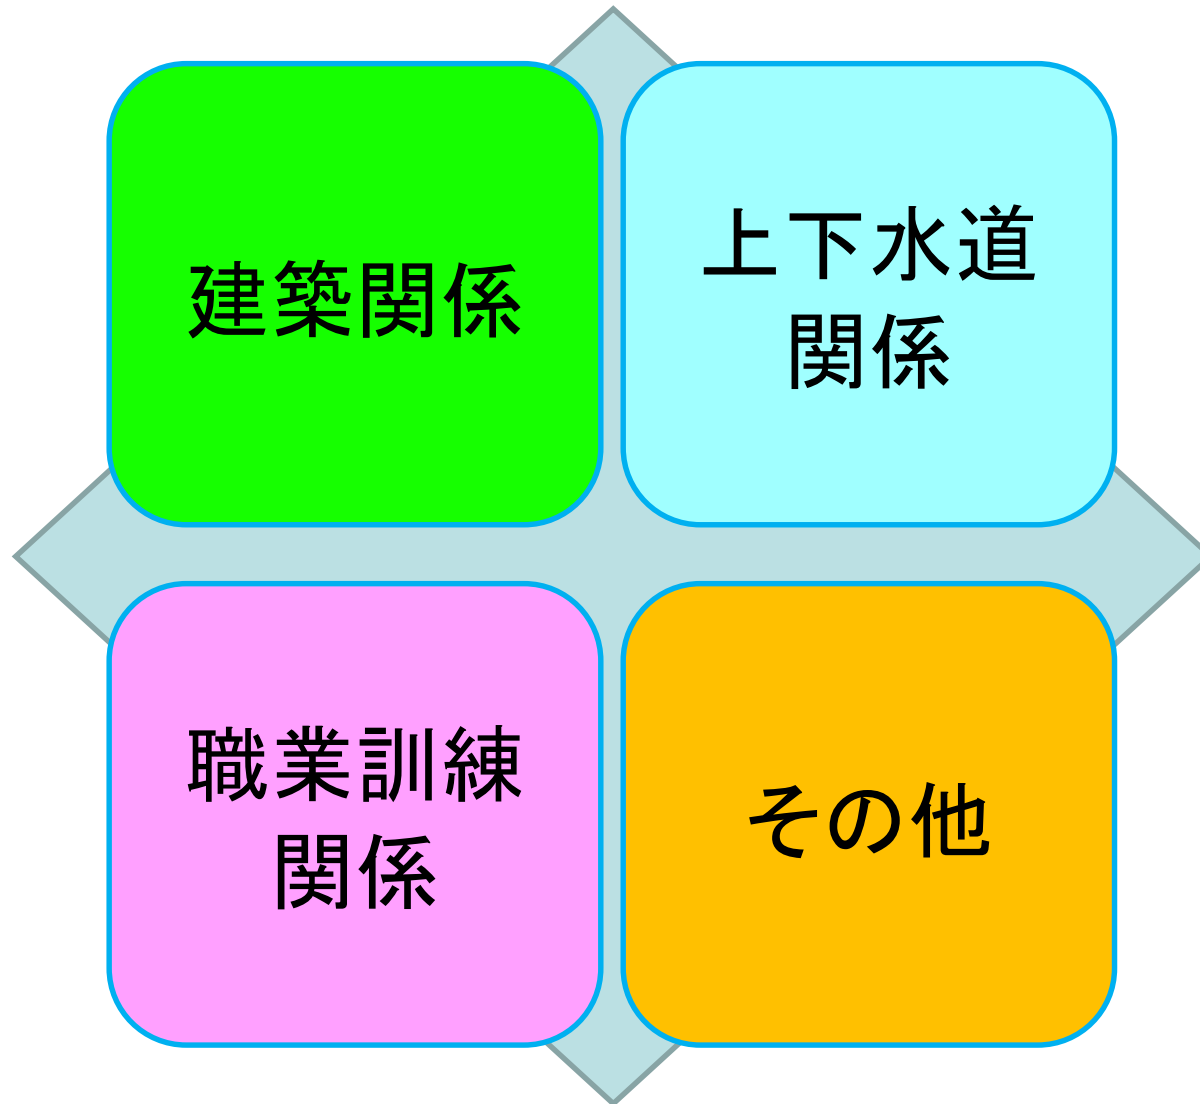 建築関係
上下水道
関係
職業訓練
関係
その他